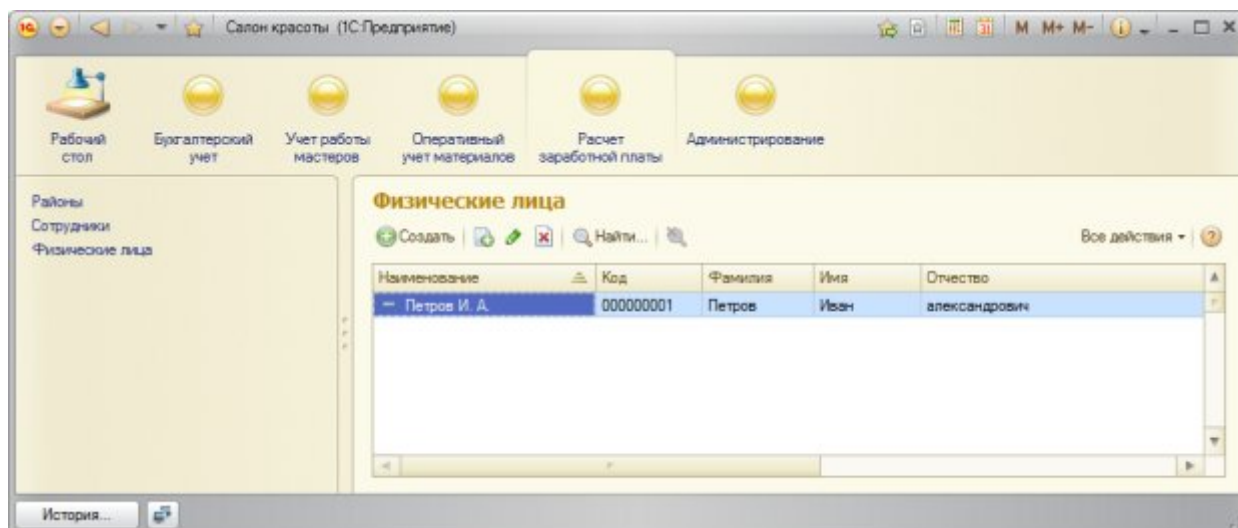 1С Салон красоты (1С:Предприятие) 31 M M+ M-
Рабочий стол
Бухгалтерский учет
Учет работы мастеров
Оперативный учет материалов
Расчет заработной платы
Администрирование
Районы
Сотрудники
Физические лица
Физические лица
Создать Найти... Все действия
Наименование Код Фамилия Имя Отчество
Петров И. А. 000000001 Петров Иван александрович
История...